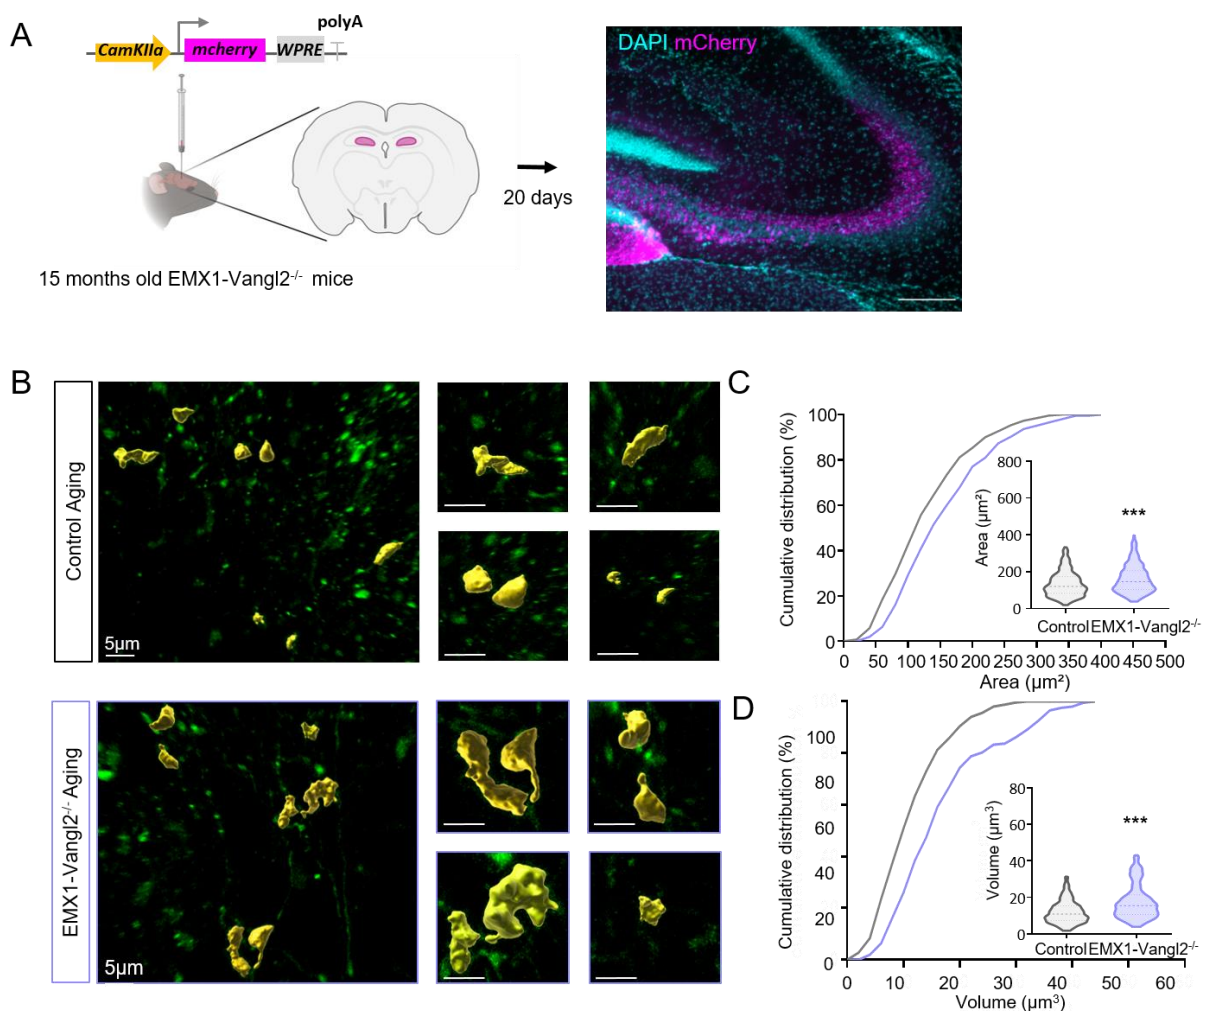 A
polyA
CamKIIa
mcherry
WPRE
20 days
15 months old EMX1-Vangl2-/- mice
DAPI mCherry
B
Control Aging
5µm
EMX1-Vangl2-/- Aging
5µm
C
Cumulative distribution (%)
100
80
60
40
20
0
0 50 100 150 200 250 300 350 400 450 500
Area (µm²)
Area (µm²)
800
600
400
200
0
***
Control EMX1-Vangl2-/-
D
Cumulative distribution (%)
100
80
60
40
20
0
0 10 20 30 40 50 60
Volume (µm³)
Volume (µm³)
80
60
40
20
0
***
Control EMX1-Vangl2-/-